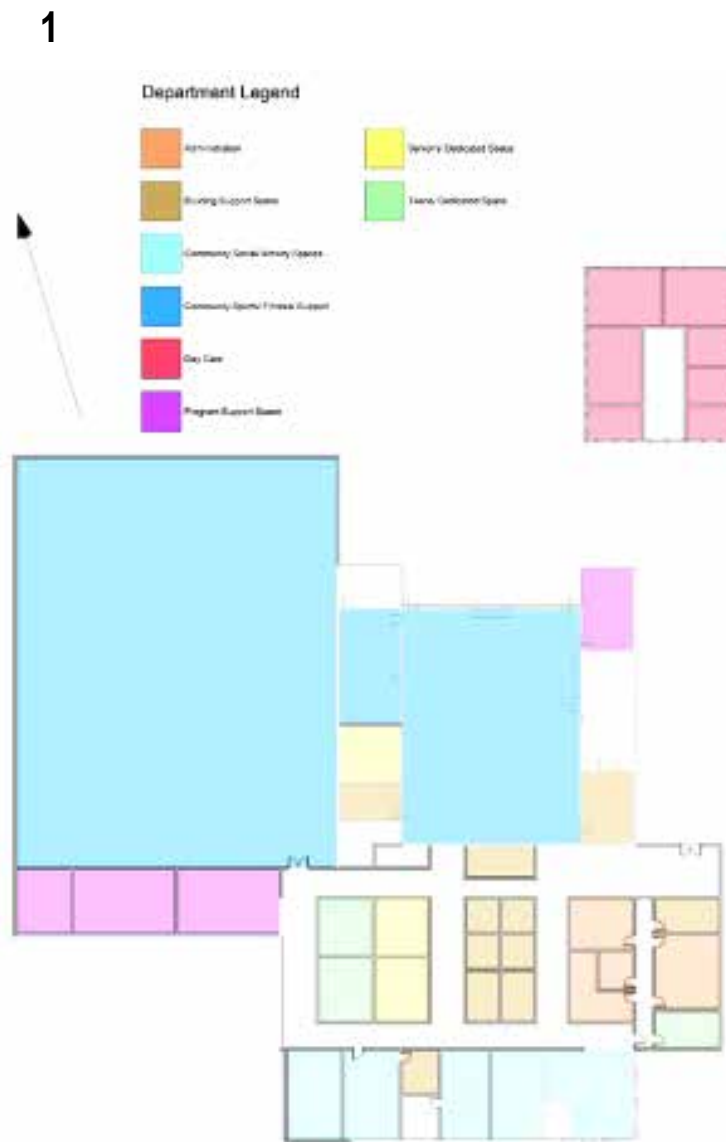 1
Department Legend
Administration
Building Support Space
Community Social Activity Spaces
Community Sports/ Fitness Support
Day Care
Program Support Space
Seniors' Dedicated Space
Teens' Dedicated Space